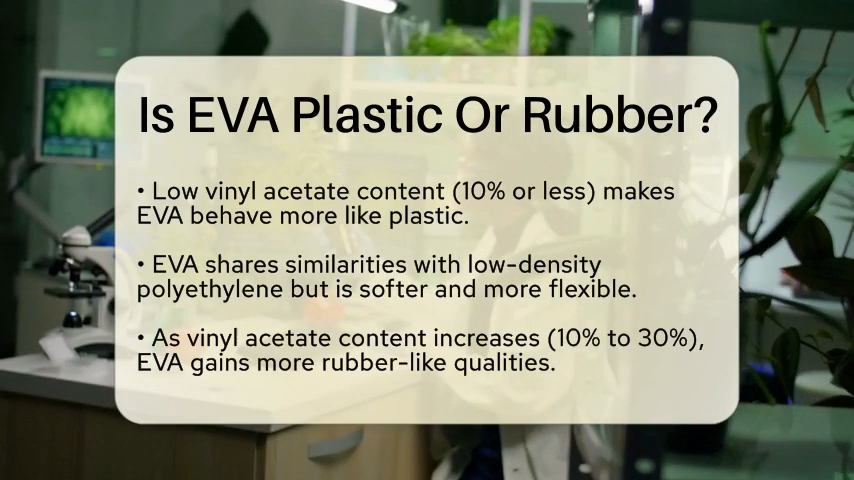 Is EVA Plastic Or Rubber?
• Low vinyl acetate content (10% or less) makes
EVA behave more like plastic.
• EVA shares similarities with low-density
polyethylene but is softer and more flexible.
• As vinyl acetate content increases (10% to 30%),
EVA gains more rubber-like qualities.